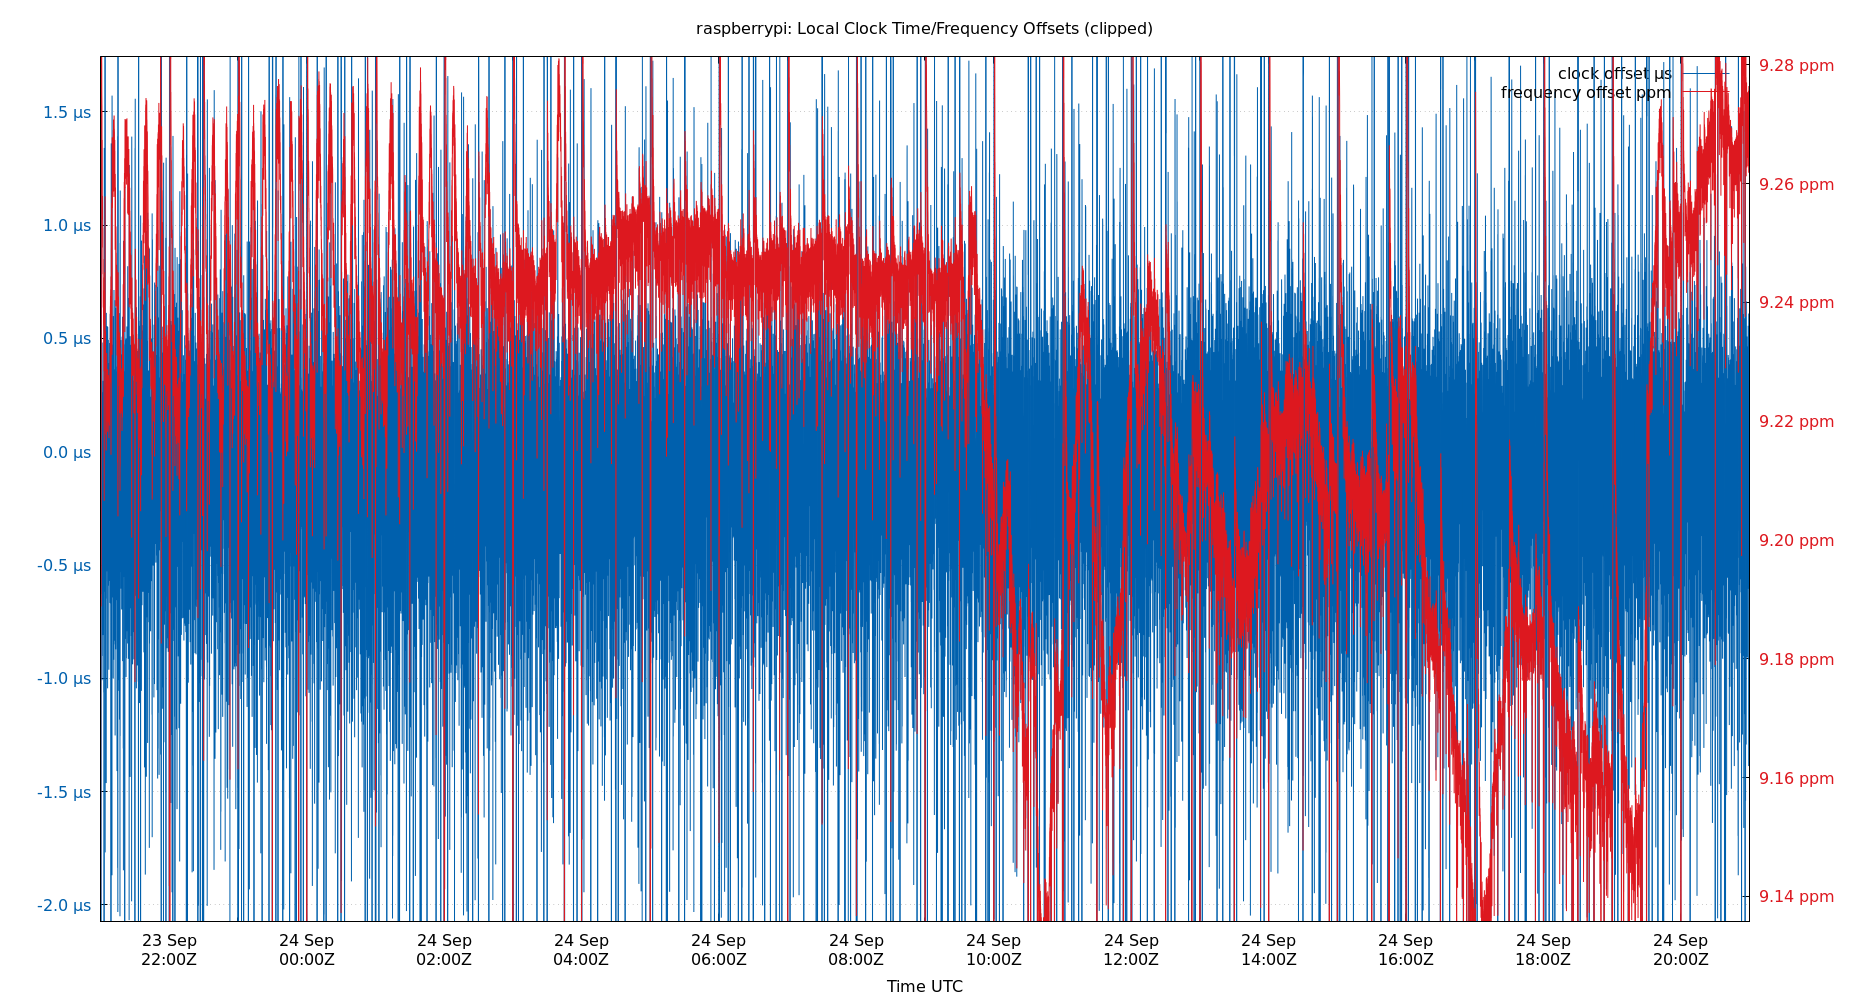 raspberrypi: Local Clock Time/Frequency Offsets (clipped)
clock offset µs
frequency offset ppm
1.5 µs
1.0 µs
0.5 µs
0.0 µs
-0.5 µs
-1.0 µs
-1.5 µs
-2.0 µs
9.28 ppm
9.26 ppm
9.24 ppm
9.22 ppm
9.20 ppm
9.18 ppm
9.16 ppm
9.14 ppm
23 Sep 24 Sep 24 Sep 24 Sep 24 Sep 24 Sep 24 Sep 24 Sep 24 Sep 24 Sep 24 Sep 24 Sep
22:00Z 00:00Z 02:00Z 04:00Z 06:00Z 08:00Z 10:00Z 12:00Z 14:00Z 16:00Z 18:00Z 20:00Z
Time UTC